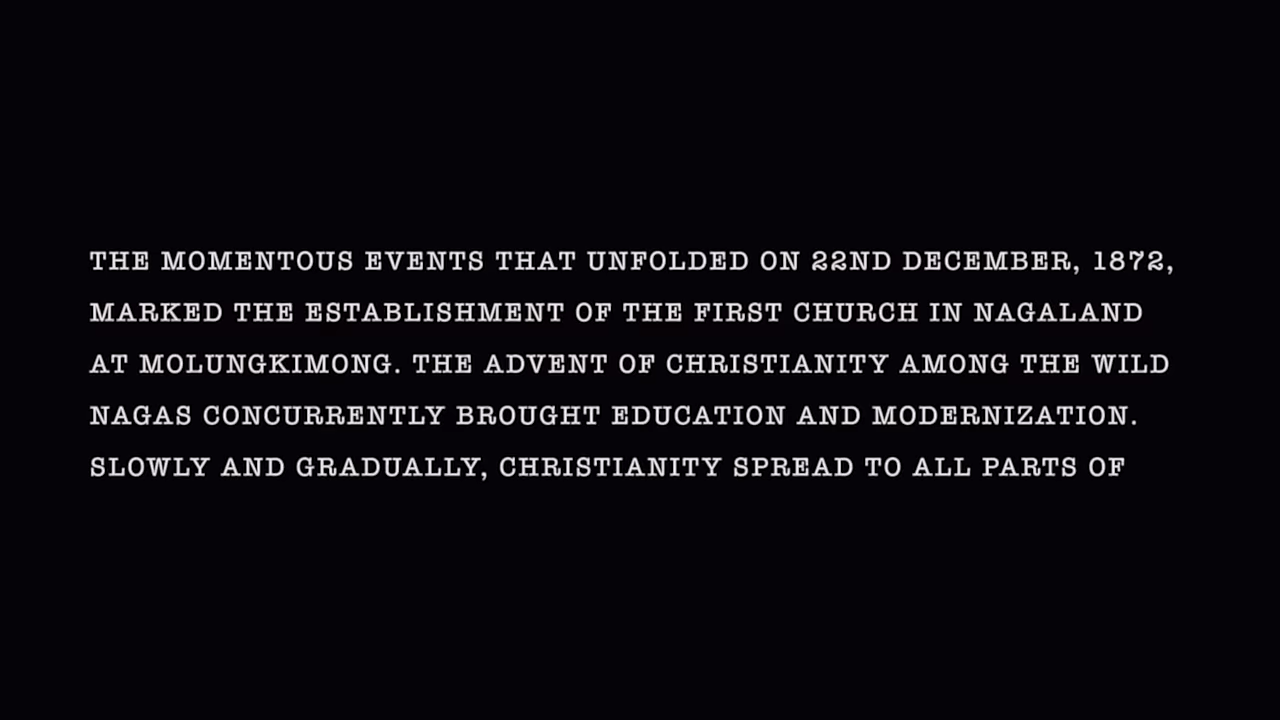 THE MOMENTOUS EVENTS THAT UNFOLDED ON 22ND DECEMBER, 1872,
MARKED THE ESTABLISHMENT OF THE FIRST CHURCH IN NAGALAND
AT MOLUNGKIMONG. THE ADVENT OF CHRISTIANITY AMONG THE WILD
NAGAS CONCURRENTLY BROUGHT EDUCATION AND MODERNIZATION.
SLOWLY AND GRADUALLY, CHRISTIANITY SPREAD TO ALL PARTS OF